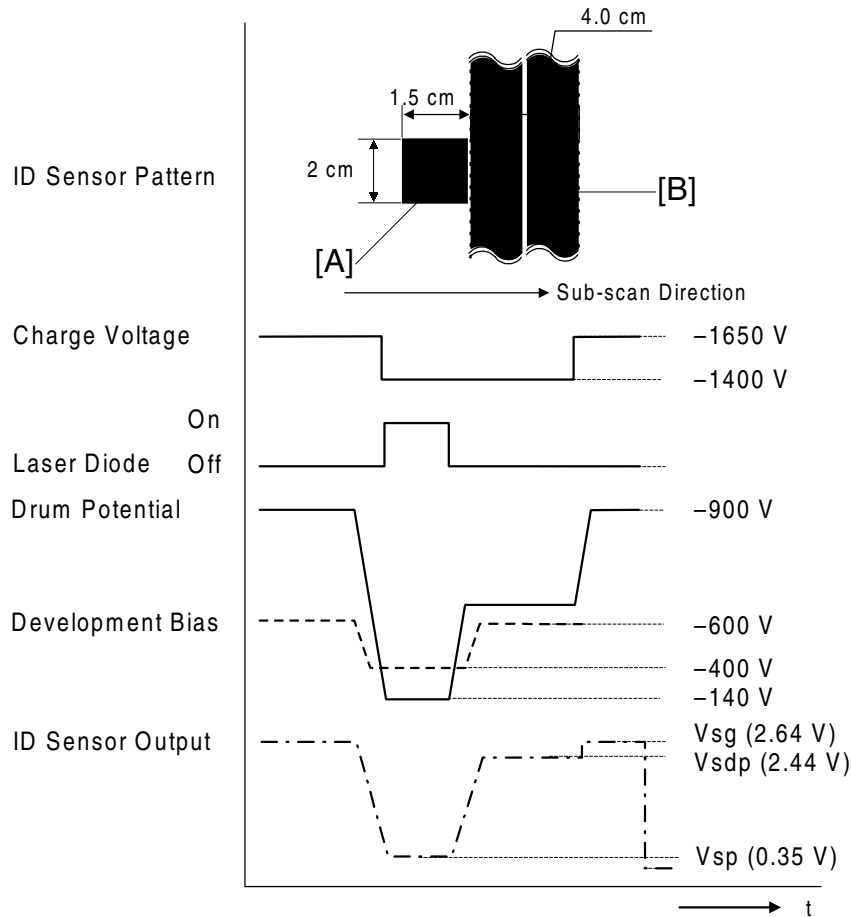 4.0 cm
1.5 cm
ID Sensor Pattern
2 cm
[B]
[A]
Sub-scan Direction
Charge Voltage
–1650 V
–1400 V
On
Laser Diode Off
Drum Potential
–900 V
Development Bias
–600 V
–400 V
–140 V
ID Sensor Output
Vsg (2.64 V)
Vsdp (2.44 V)
Vsp (0.35 V)
t